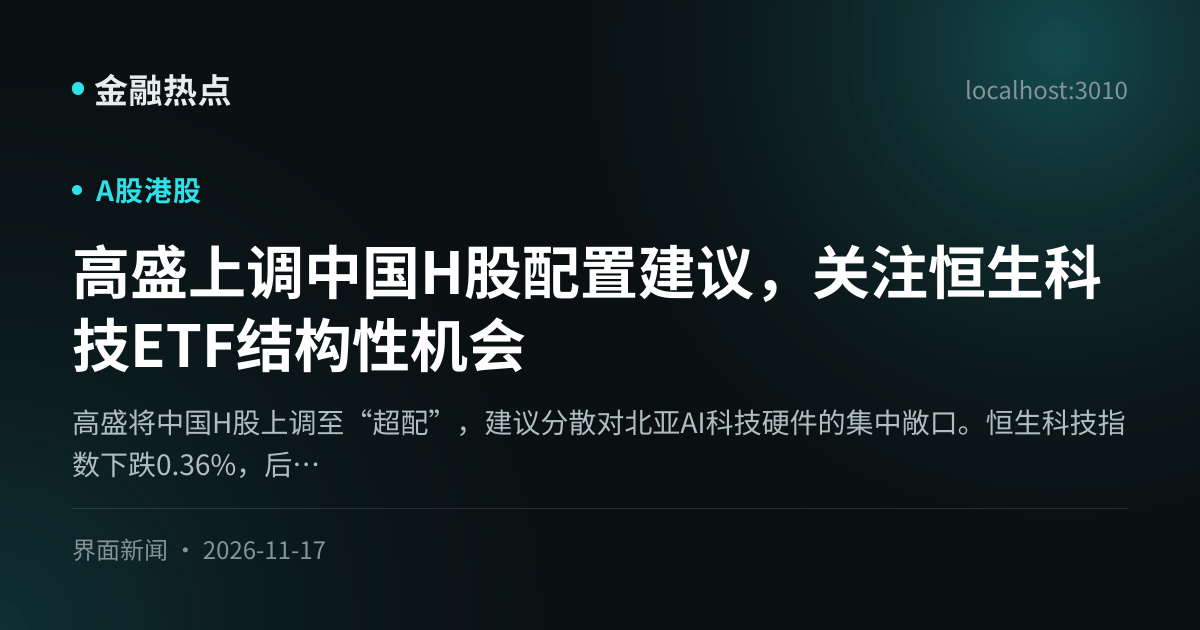 金融热点
localhost:3010
A股港股
高盛上调中国H股配置建议，关注恒生科
技ETF结构性机会
高盛将中国H股上调至“超配”，建议分散对北亚AI科技硬件的集中敞口。恒生科技指
数下跌0.36%，后…
界面新闻 · 2026-11-17